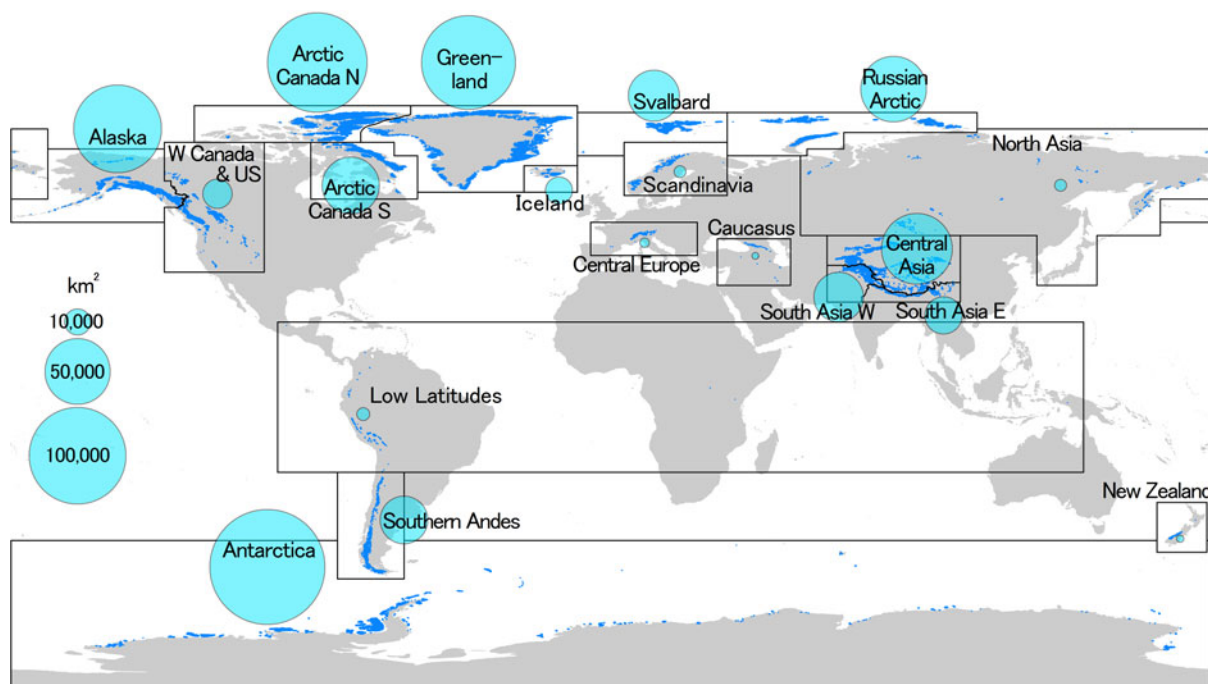 Arctic
Canada N
Green-
land
Russian
Arctic
Svalbard
Alaska
North Asia
W Canada
& US
Arctic
Canada S
Iceland
Scandinavia
Caucasus
Central Europe
Central
Asia
km²
10,000
South Asia W
South Asia E
50,000
Low Latitudes
100,000
New Zealand
Southern Andes
Antarctica